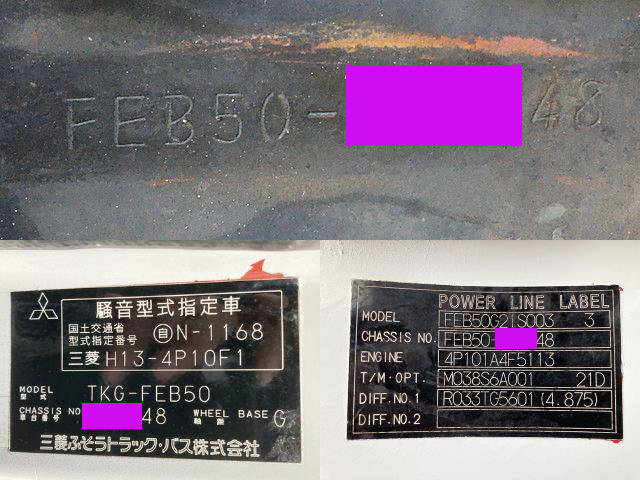 FEB50- 48
騒音型式指定車
国土交通省
型式指定番号 自 N-1168
三菱 H13-4P10F1
MODEL
型式 TKG-FEB50
CHASSIS NO. 48 WHEEL BASE G
車台番号 軸距
三菱ふそうトラック・バス株式会社
POWER LINE LABEL
MODEL FEB50G21S003 3
CHASSIS NO. FEB50- 48
ENGINE 4P101A4F5113
T/M·OPT. M038S6A001 21D
DIFF.NO.1 R033TG5601 (4.875)
DIFF.NO.2